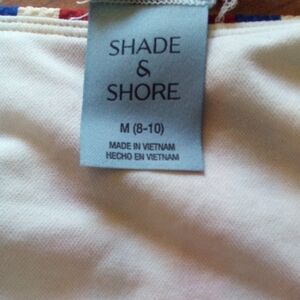 SHADE
&
SHORE
M (8-10)
MADE IN VIETNAM
HECHO EN VIETNAM